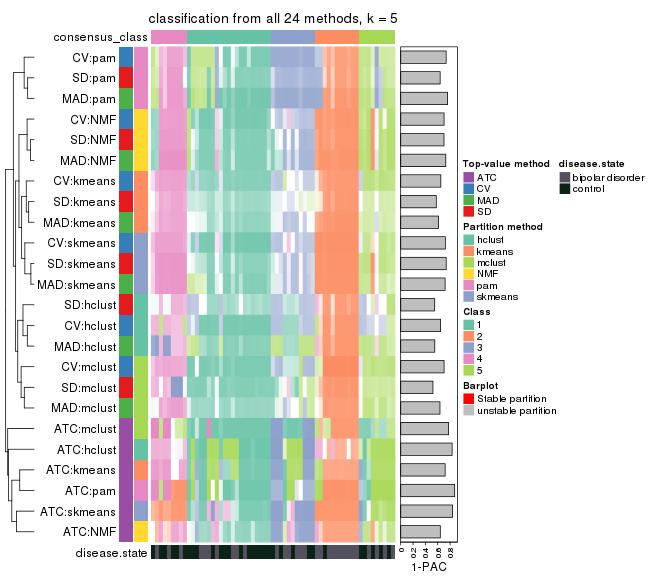 classification from all 24 methods, k = 5
consensus_class
CV:pam
SD:pam
MAD:pam
CV:NMF
SD:NMF
MAD:NMF
CV:kmeans
SD:kmeans
MAD:kmeans
CV:skmeans
SD:skmeans
MAD:skmeans
SD:hclust
CV:hclust
MAD:hclust
CV:mclust
SD:mclust
MAD:mclust
ATC:mclust
ATC:hclust
ATC:kmeans
ATC:pam
ATC:skmeans
ATC:NMF
disease.state
0 0.2 0.4 0.6 0.8
1-PAC
Top-value method
ATC
CV
MAD
SD
Partition method
hclust
kmeans
mclust
NMF
pam
skmeans
Class
1
2
3
4
5
Barplot
Stable partition
unstable partition
disease.state
bipolar disorder
control